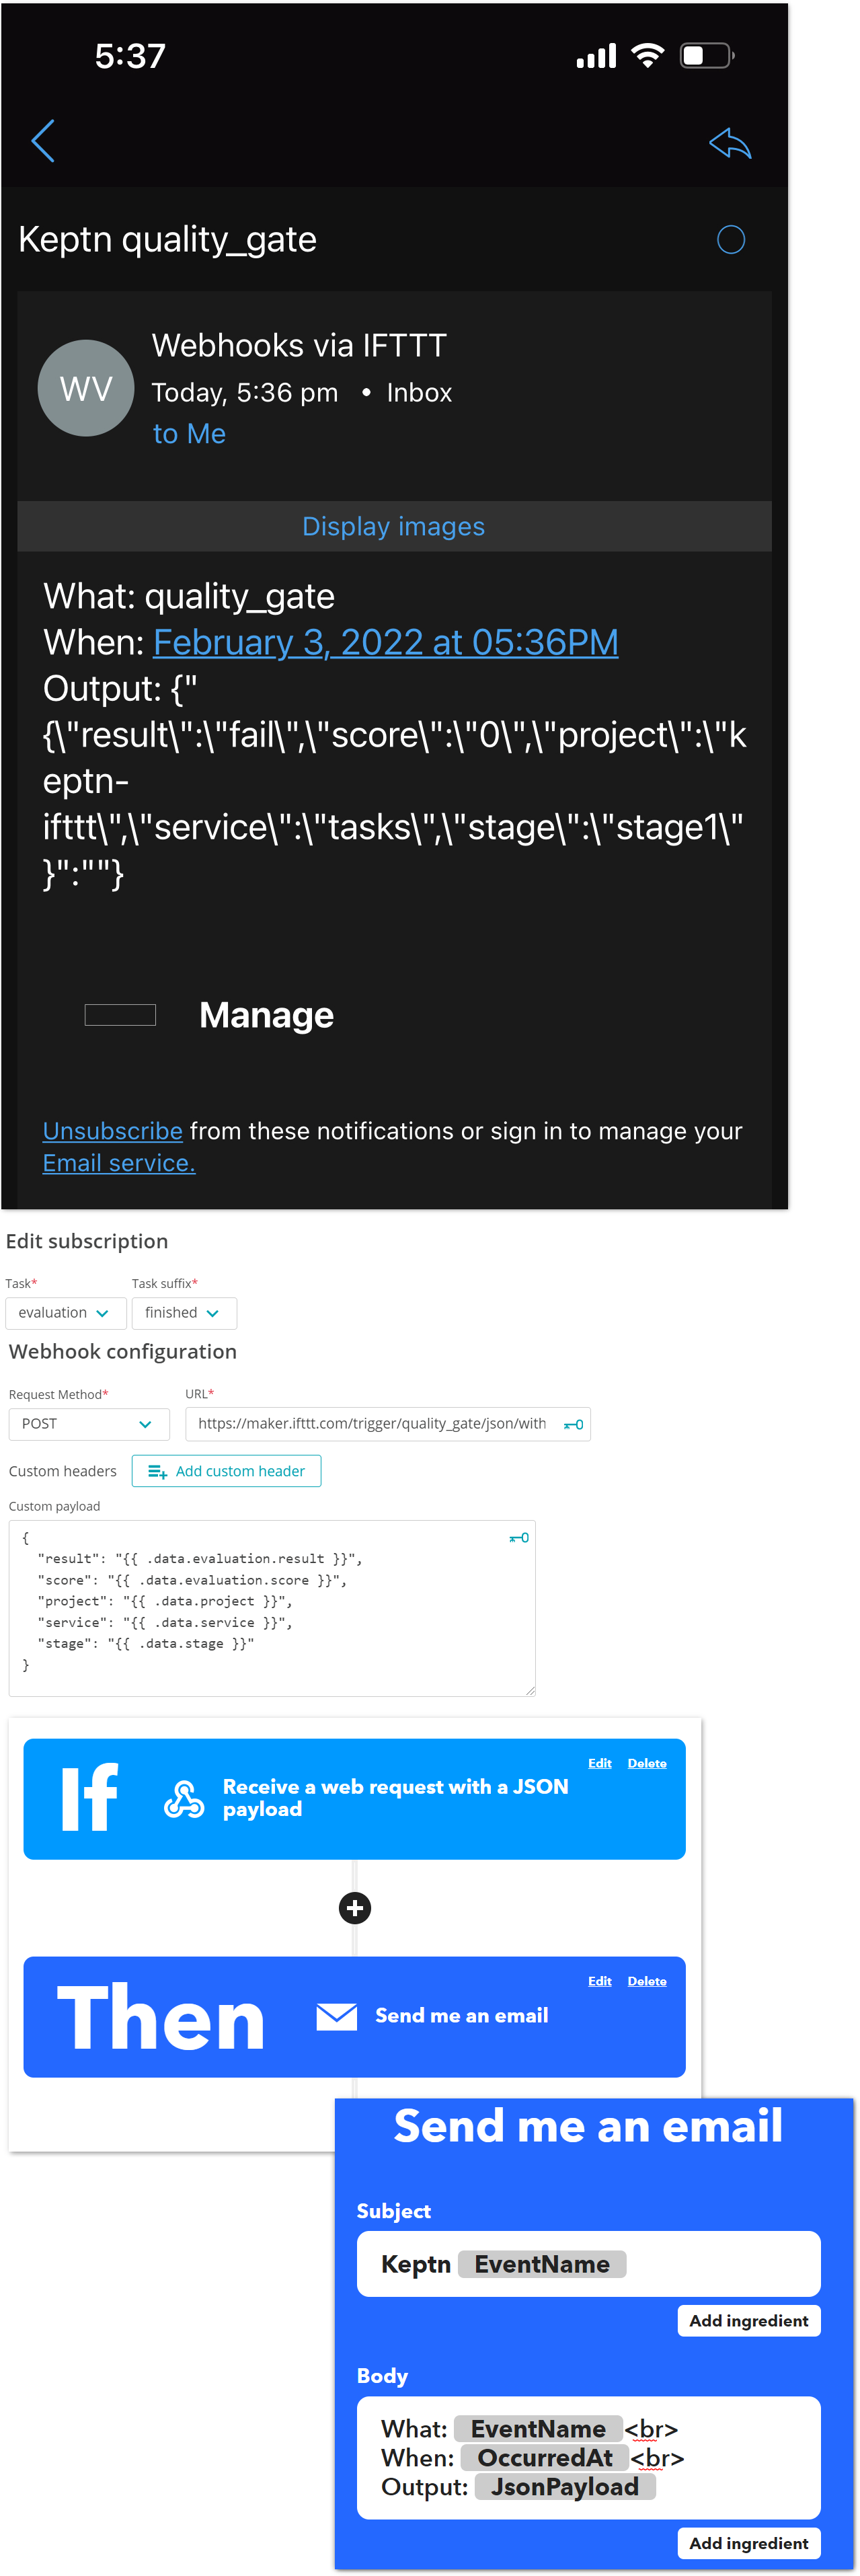 5:37
Keptn quality_gate
WV
Webhooks via IFTTT
Today, 5:36 pm • Inbox
to Me
Display images
What: quality_gate
When: February 3, 2022 at 05:36PM
Output: {"
{\"result\":\"fail\",\"score\":\"0\",\"project\":\"k
eptn-
ifttt\",\"service\":\"tasks\",\"stage\":\"stage1\"
}":""}
Manage
Unsubscribe from these notifications or sign in to manage your
Email service.
Edit subscription
Task* Task suffix*
evaluation finished
Webhook configuration
Request Method* URL*
POST https://maker.ifttt.com/trigger/quality_gate/json/with
Custom headers Add custom header
Custom payload
{
"result": "{{ .data.evaluation.result }}",
"score": "{{ .data.evaluation.score }}",
"project": "{{ .data.project }}",
"service": "{{ .data.service }}",
"stage": "{{ .data.stage }}"
}
Edit Delete
If Receive a web request with a JSON
payload
Edit Delete
Then Send me an email
Send me an email
Subject
Keptn EventName
Add ingredient
Body
What: EventName <br>
When: OccurredAt <br>
Output: JsonPayload
Add ingredient